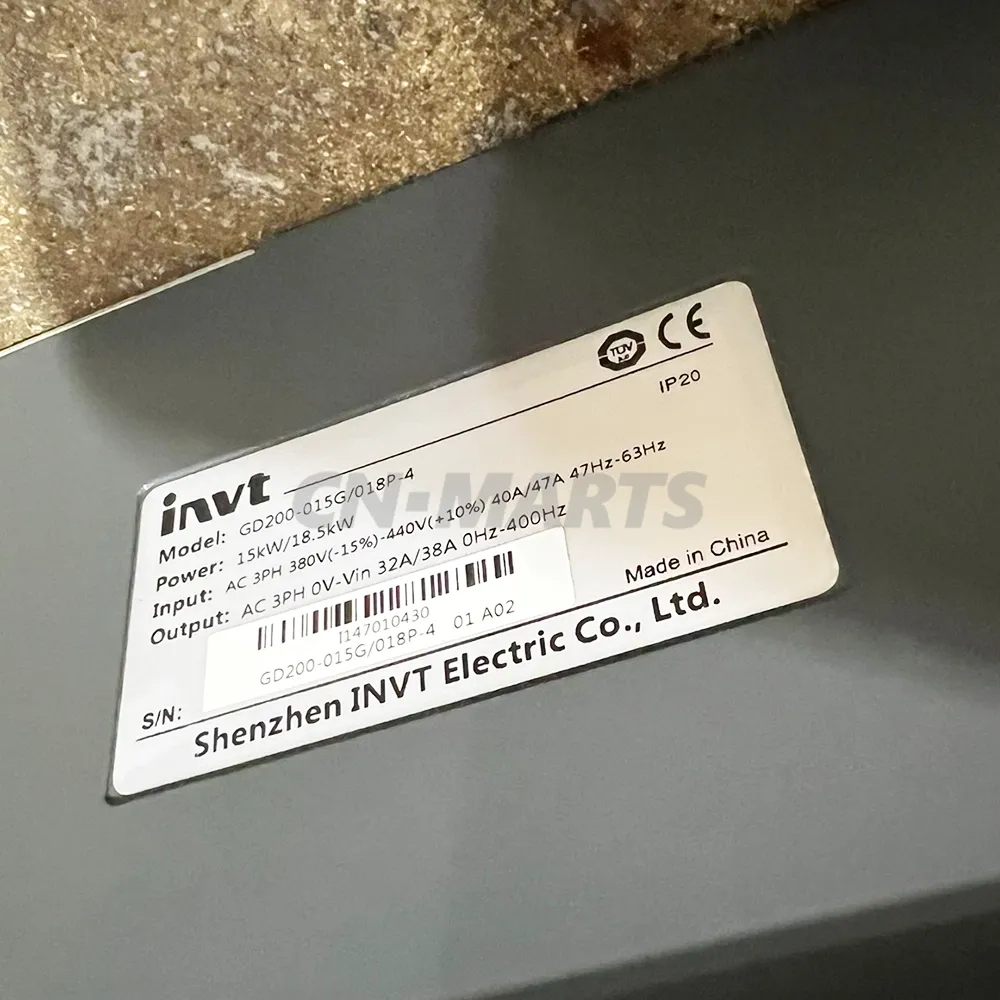 TÜV CE
IP20
invt
Model: GD200-015G/018P-4
Power: 15kW/18.5kW
Input: AC 3PH 380V(-15%)-440V(+10%) 40A/47A 47Hz-63Hz
Output: AC 3PH 0V-Vin 32A/38A 0Hz-400Hz
I147010430
GD200-015G/018P-4 01 A02
S/N:
Made in China
Shenzhen INVT Electric Co., Ltd.
CN-MARTS